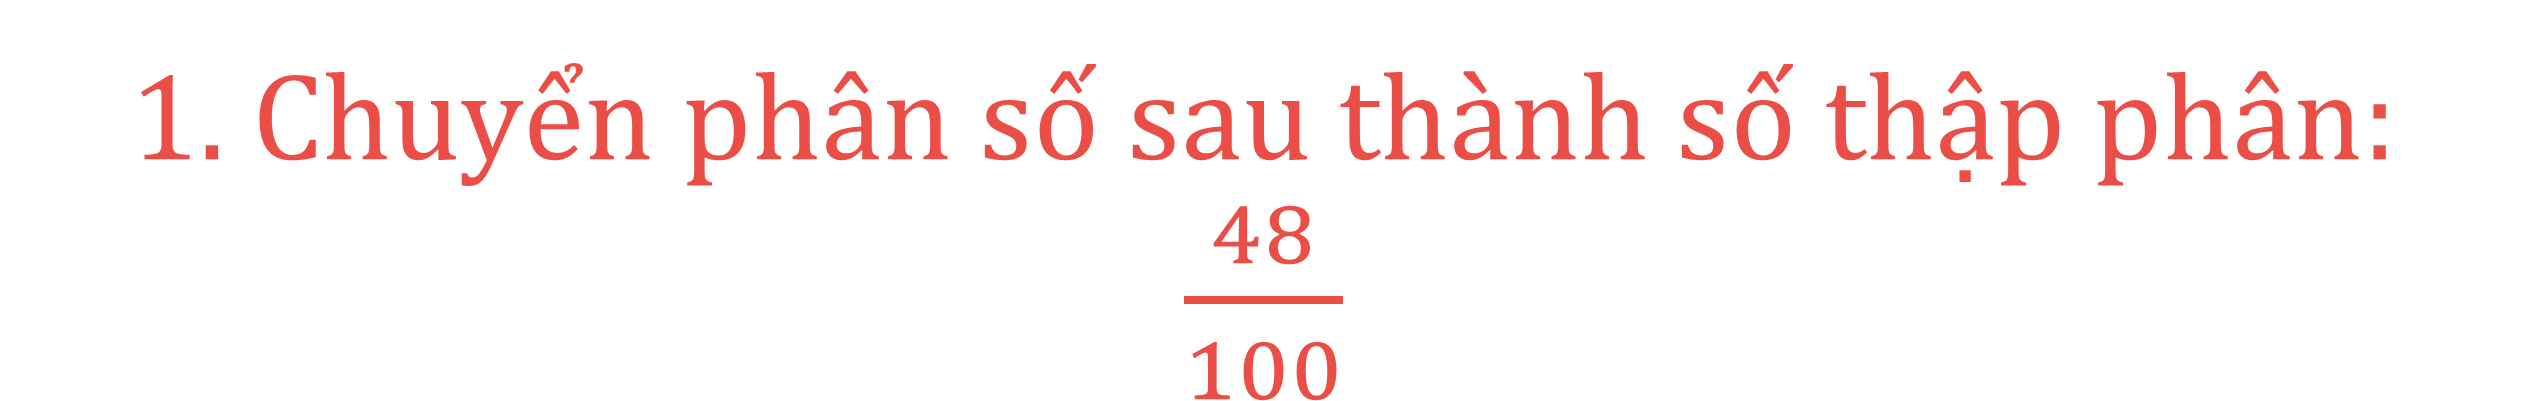 1. Chuyển phân số sau thành số thập phân:
48
100